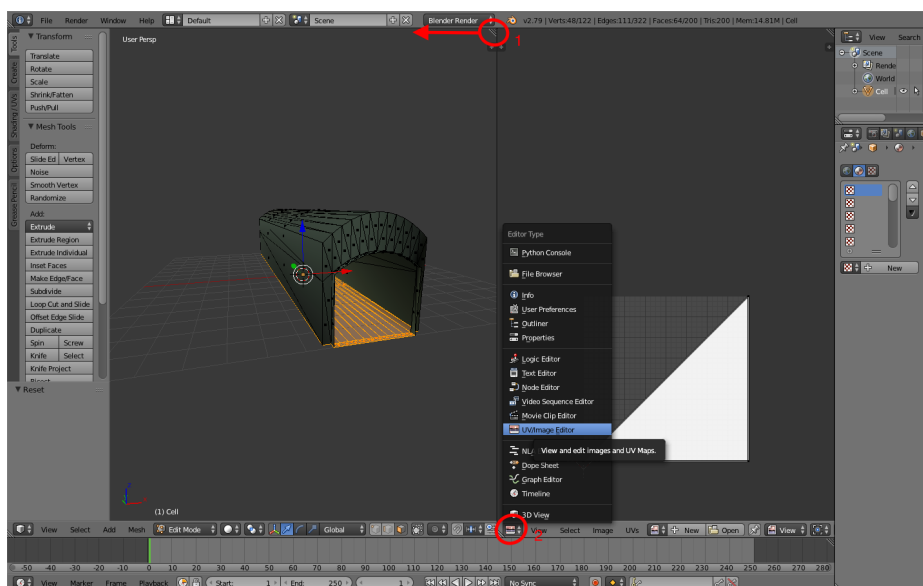 File Render Window Help Default Scene Blender Render v2.79 | Verts:48/122 | Edges:111/322 | Faces:64/200 | Tris:200 | Mem:14.81M | Cell
1
Tools
Create
Shading / UVs
Options
Grease Pencil
Transform
Translate
Rotate
Scale
Shrink/Fatten
Push/Pull
Mesh Tools
Deform:
Slide Ed Vertex
Noise
Smooth Vertex
Randomize
Add:
Extrude
Extrude Region
Extrude Individual
Inset Faces
Make Edge/Face
Subdivide
Loop Cut and Slide
Offset Edge Slide
Duplicate
Spin Screw
Knife Select
Knife Project
Reset
User Persp
(1) Cell
Editor Type
Python Console
File Browser
Info
User Preferences
Outliner
Properties
Logic Editor
Text Editor
Node Editor
Video Sequence Editor
Movie Clip Editor
UV/Image Editor
View and edit images and UV Maps.
Dope Sheet
Graph Editor
Timeline
3D View
View Search
Scene
Rende
World
Cell
New
View Select Add Mesh Edit Mode Global
2
View Select Image UVs New Open View
-50 -40 -30 -20 -10 0 10 20 30 40 50 60 70 80 90 100 110 120 130 140 150 160 170 180 190 200 210 220 230 240 250 260 270 280
View Marker Frame Playback Start: 1 End: 250 1 No Sync